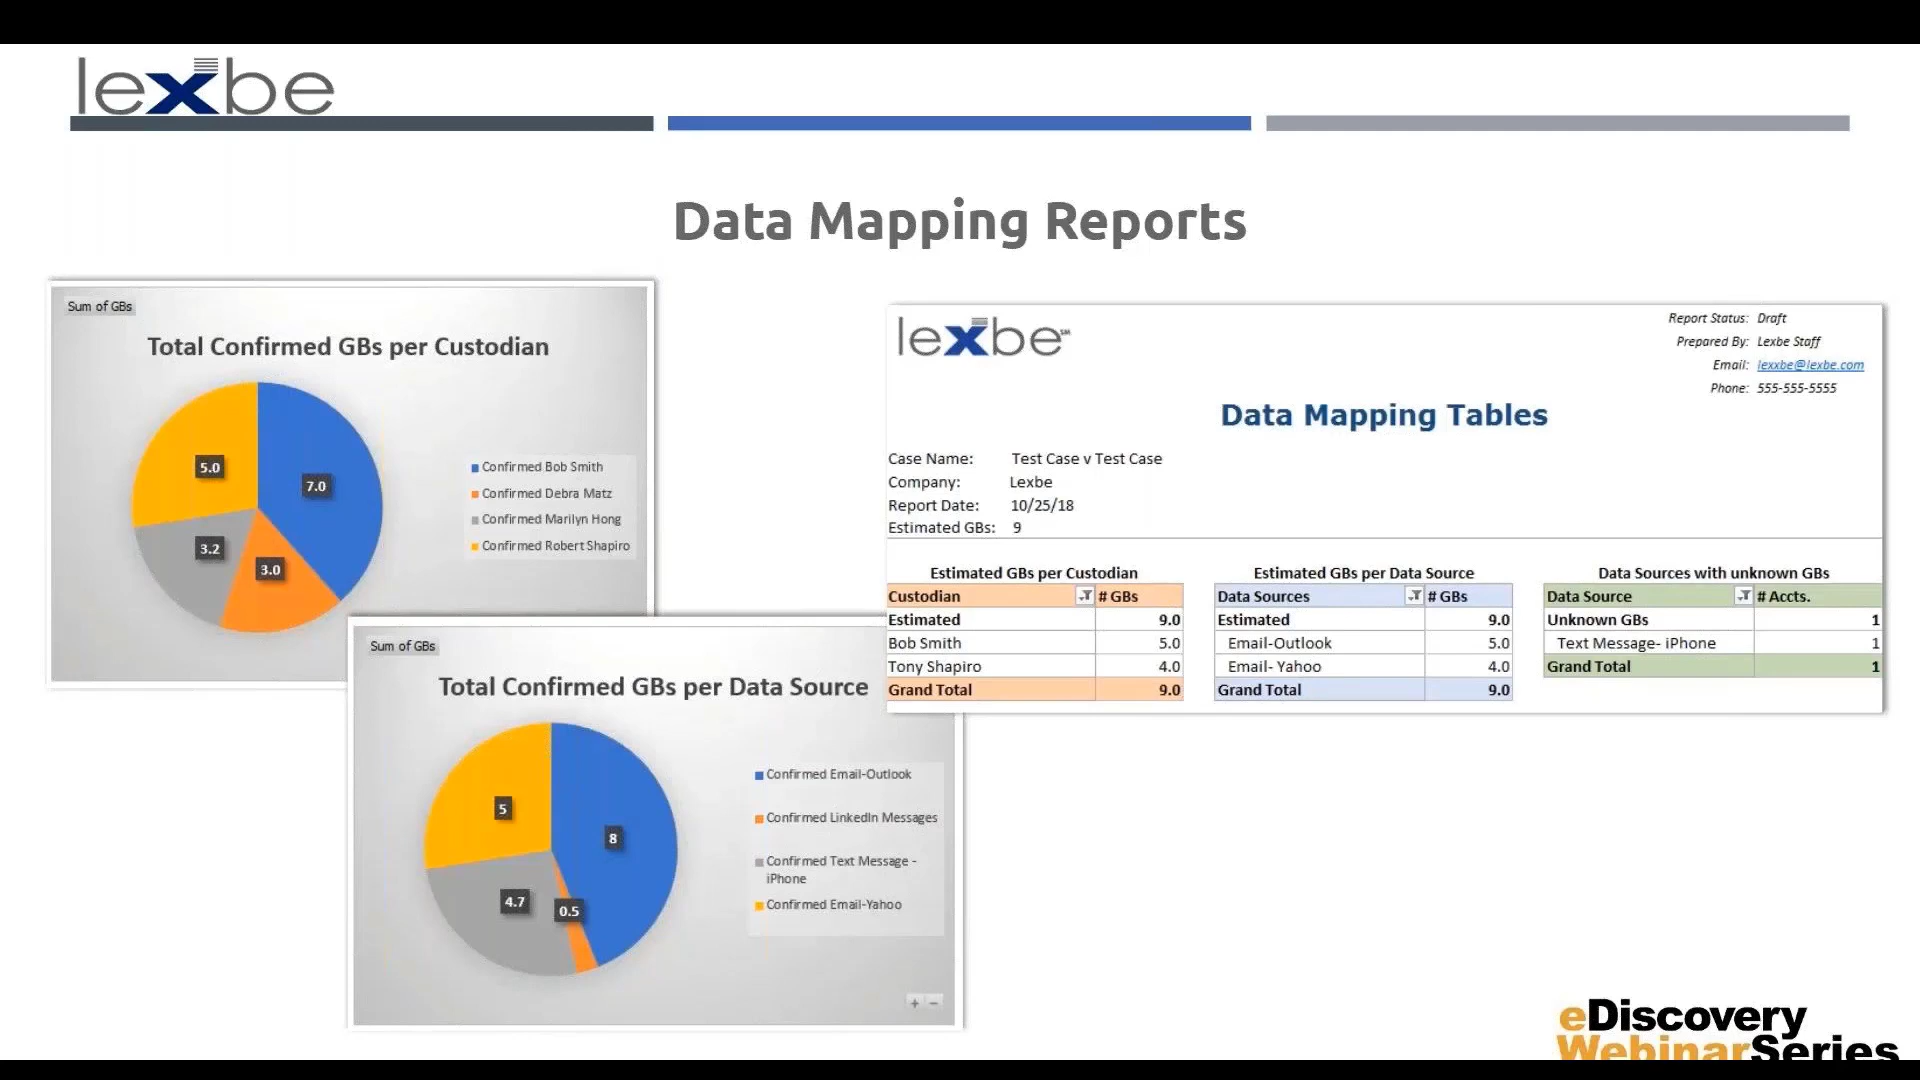 lexbe
Data Mapping Reports
Sum of GBs
Total Confirmed GBs per Custodian
5.0
7.0
3.2
3.0
Confirmed Bob Smith
Confirmed Debra Matz
Confirmed Marilyn Hong
Confirmed Robert Shapiro
Sum of GBs
Total Confirmed GBs per Data Source
5
8
4.7
0.5
Confirmed Email-Outlook
Confirmed LinkedIn Messages
Confirmed Text Message -
iPhone
Confirmed Email-Yahoo
+ −
lexbe℠
Report Status: Draft
Prepared By: Lexbe Staff
Email: lexxbe@lexbe.com
Phone: 555-555-5555
Data Mapping Tables
Case Name: Test Case v Test Case
Company: Lexbe
Report Date: 10/25/18
Estimated GBs: 9
Estimated GBs per Custodian
Custodian # GBs
Estimated 9.0
Bob Smith 5.0
Tony Shapiro 4.0
Grand Total 9.0
Estimated GBs per Data Source
Data Sources # GBs
Estimated 9.0
Email-Outlook 5.0
Email- Yahoo 4.0
Grand Total 9.0
Data Sources with unknown GBs
Data Source # Accts.
Unknown GBs 1
Text Message- iPhone 1
Grand Total 1
eDiscovery
WebinarSeries